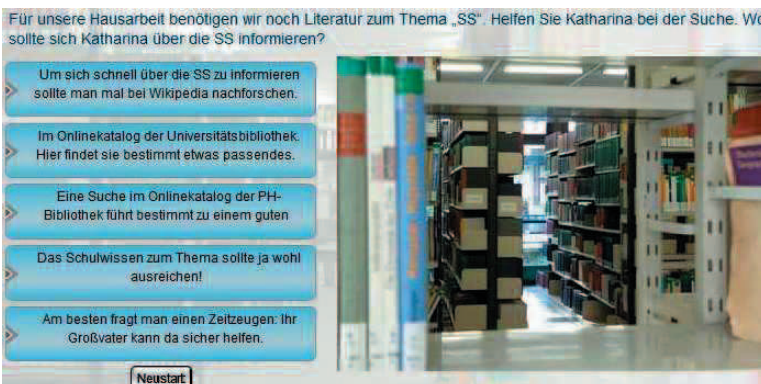 Für unsere Hausarbeit benötigen wir noch Literatur zum Thema „SS“. Helfen Sie Katharina bei der Suche. Wo
sollte sich Katharina über die SS informieren?
Um sich schnell über die SS zu informieren
sollte man mal bei Wikipedia nachforschen.
Im Onlinekatalog der Universitätsbibliothek.
Hier findet sie bestimmt etwas passendes.
Eine Suche im Onlinekatalog der PH-
Bibliothek führt bestimmt zu einem guten
Das Schulwissen zum Thema sollte ja wohl
ausreichen!
Am besten fragt man einen Zeitzeugen: Ihr
Großvater kann da sicher helfen.
Neustart